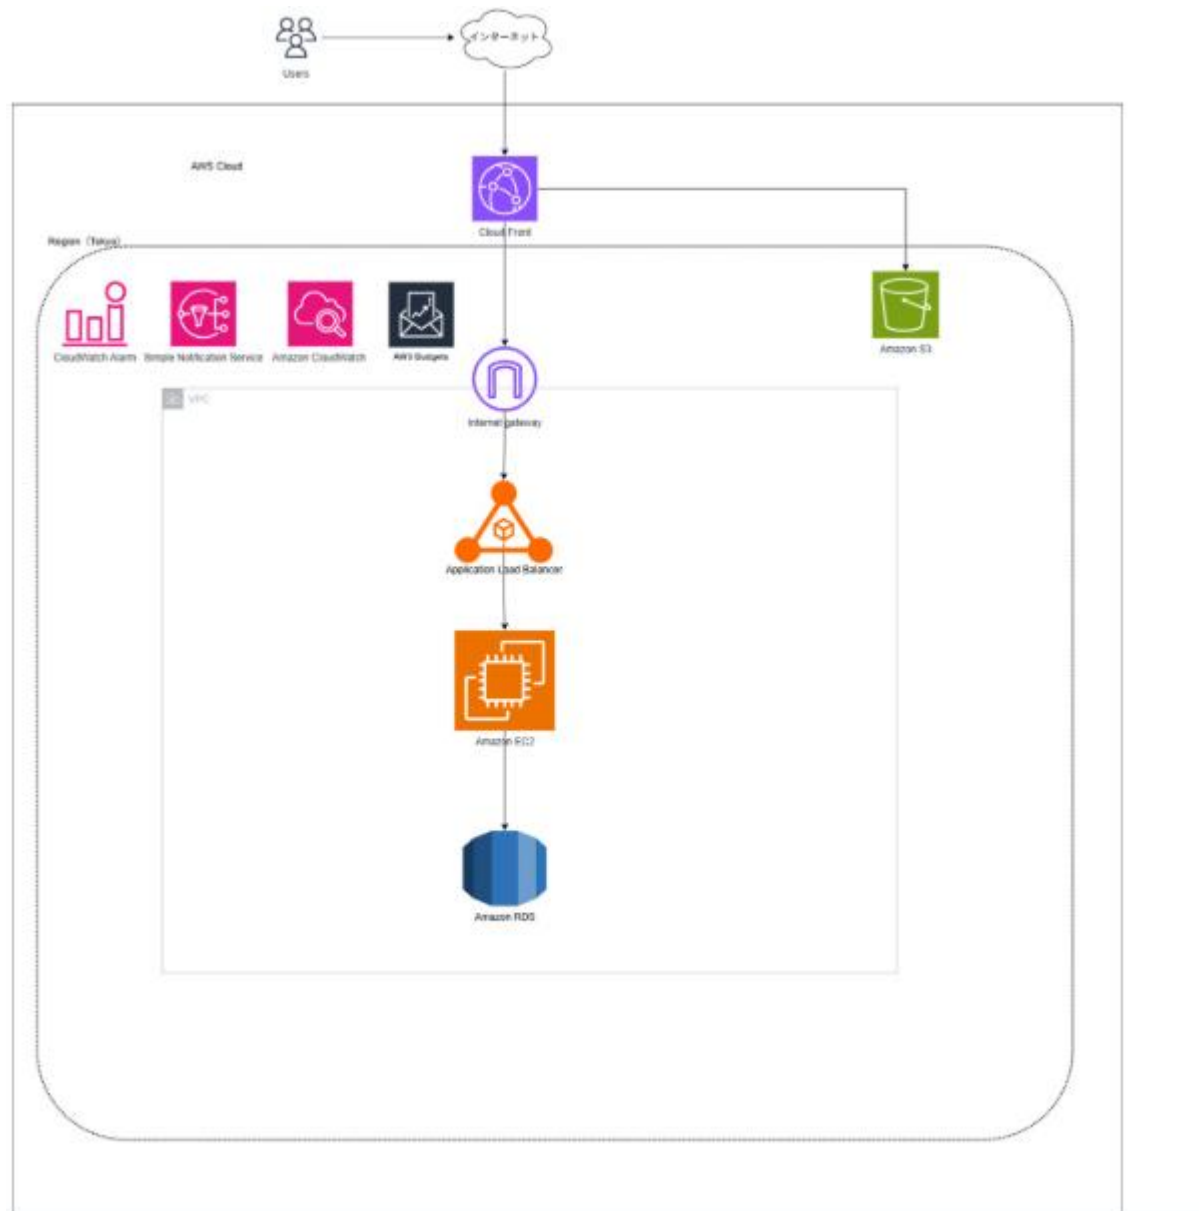 インターネット
Users
AWS Cloud
Cloud Front
Region (Tokyo)
CloudWatch Alarm
Simple Notification Service
Amazon CloudWatch
AWS Budgets
Amazon S3
VPC
Internet gateway
Application Load Balancer
Amazon EC2
Amazon RDS